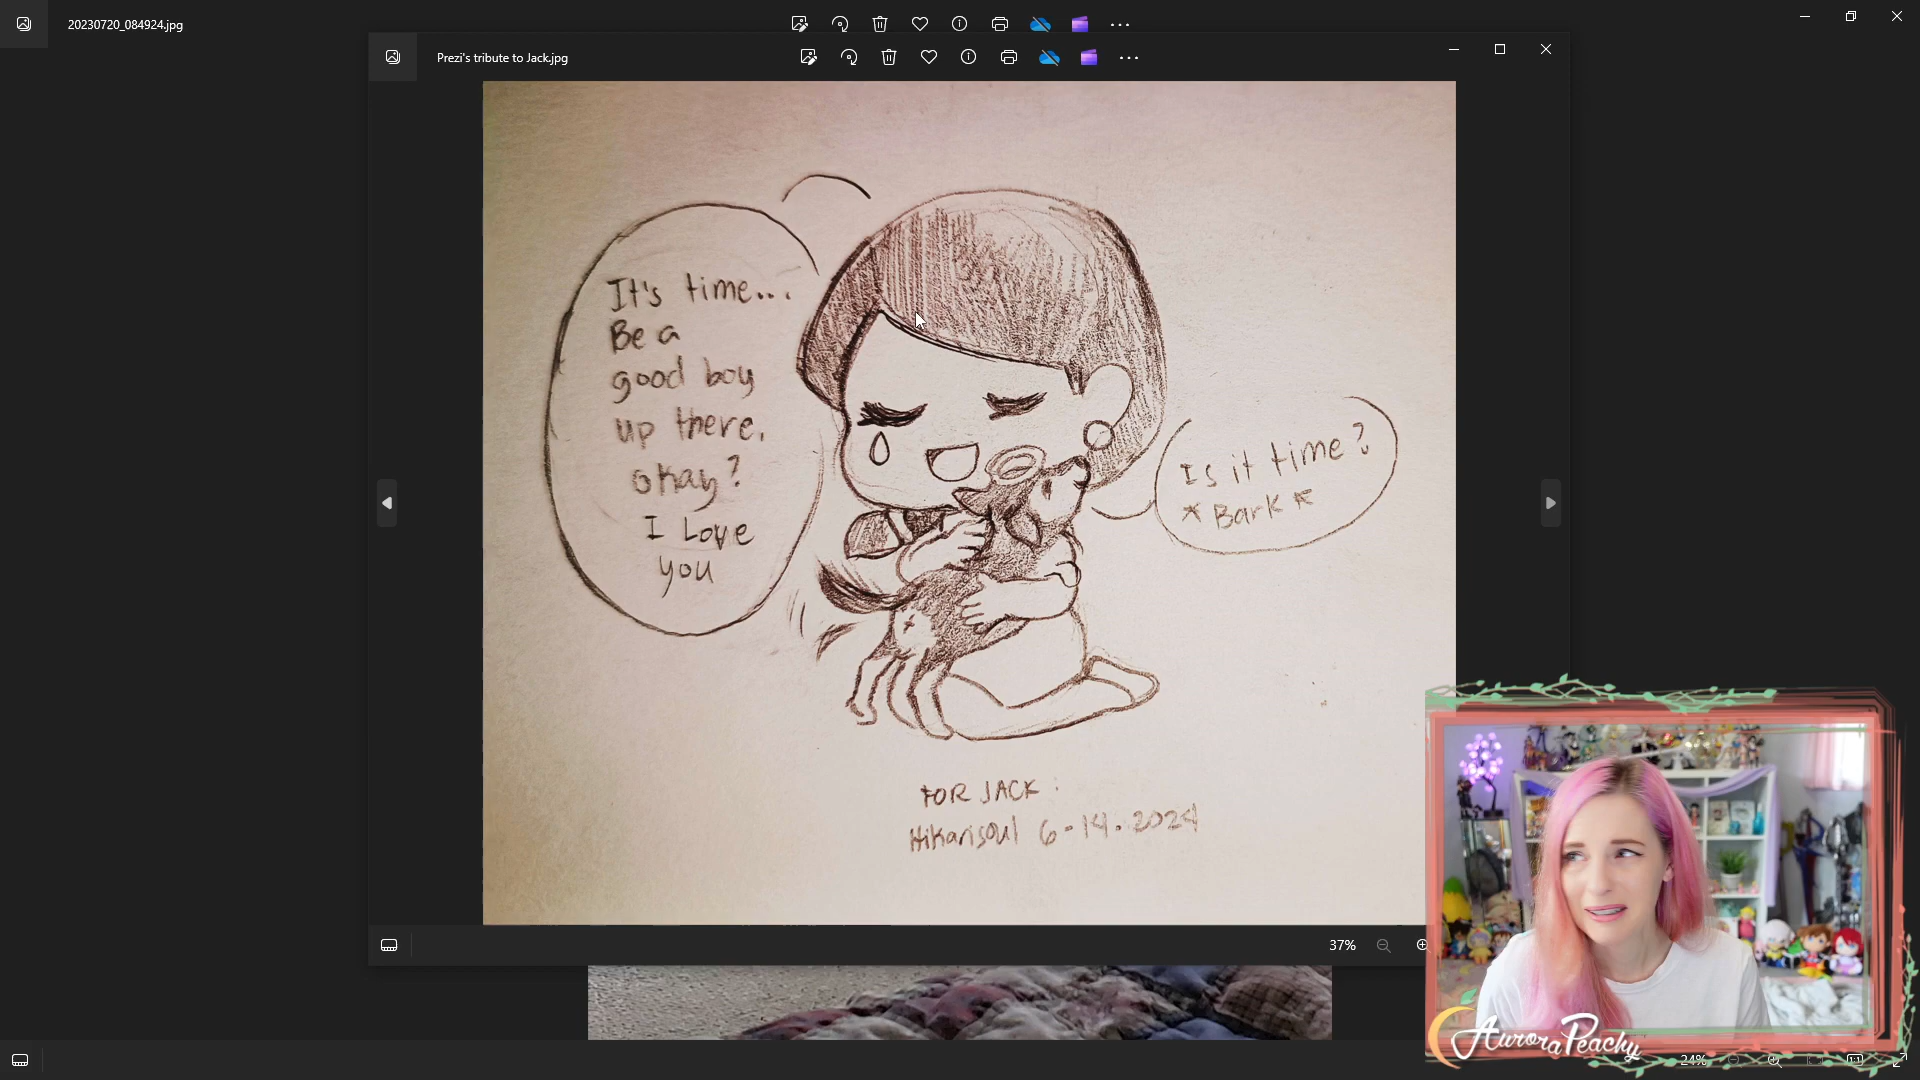 20230720_084924.jpg
Prezi's tribute to Jack.jpg
It's time...
Be a
good boy
up there,
okay?
I Love
you
Is it time?
*Bark*
FOR JACK:
Hikarisoul 6-14-2024
37%
AuroraPeachy
24%